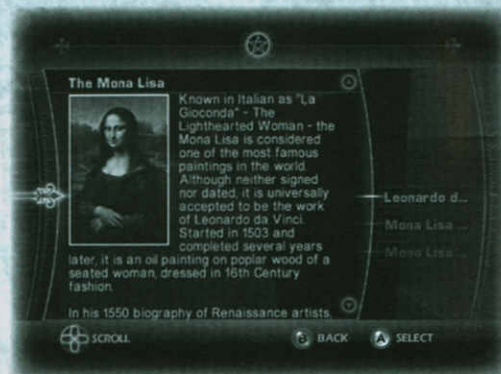 The Mona Lisa
Known in Italian as "La
Gioconda" - The
Lighthearted Woman - the
Mona Lisa is considered
one of the most famous
paintings in the world.
Although neither signed
nor dated, it is universally
accepted to be the work
of Leonardo da Vinci.
Started in 1503 and
completed several years
later, it is an oil painting on poplar wood of a
seated woman, dressed in 16th Century
fashion.
In his 1550 biography of Renaissance artists,
Leonardo d...
Mona Lisa ...
Mona Lisa ...
SCROLL
B BACK
A SELECT